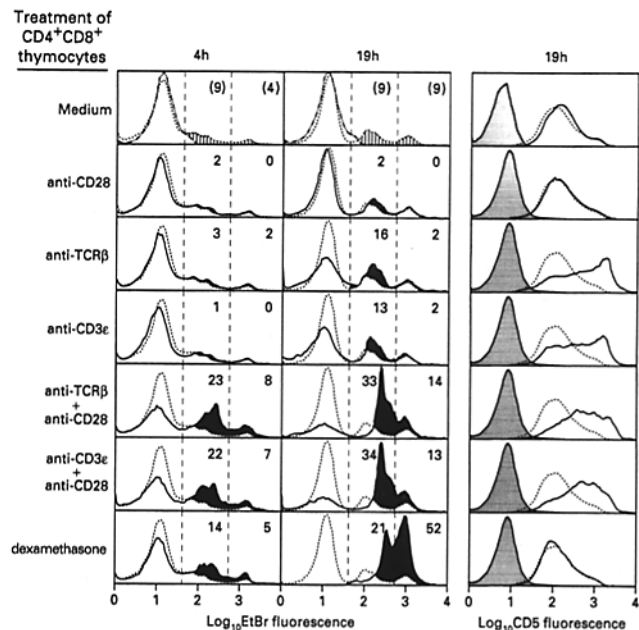 Treatment of
CD4⁺CD8⁺
thymocytes
4h 19h 19h
Medium (9) (4) (9) (9)
anti-CD28 2 0 2 0
anti-TCRβ 3 2 16 2
anti-CD3ε 1 0 13 2
anti-TCRβ
+
anti-CD28
23 8 33 14
anti-CD3ε
+
anti-CD28
22 7 34 13
dexamethasone 14 5 21 52
0 1 2 3 0 1 2 3 4 0 1 2 3 4
Log₁₀EtBr fluorescence Log₁₀CD5 fluorescence